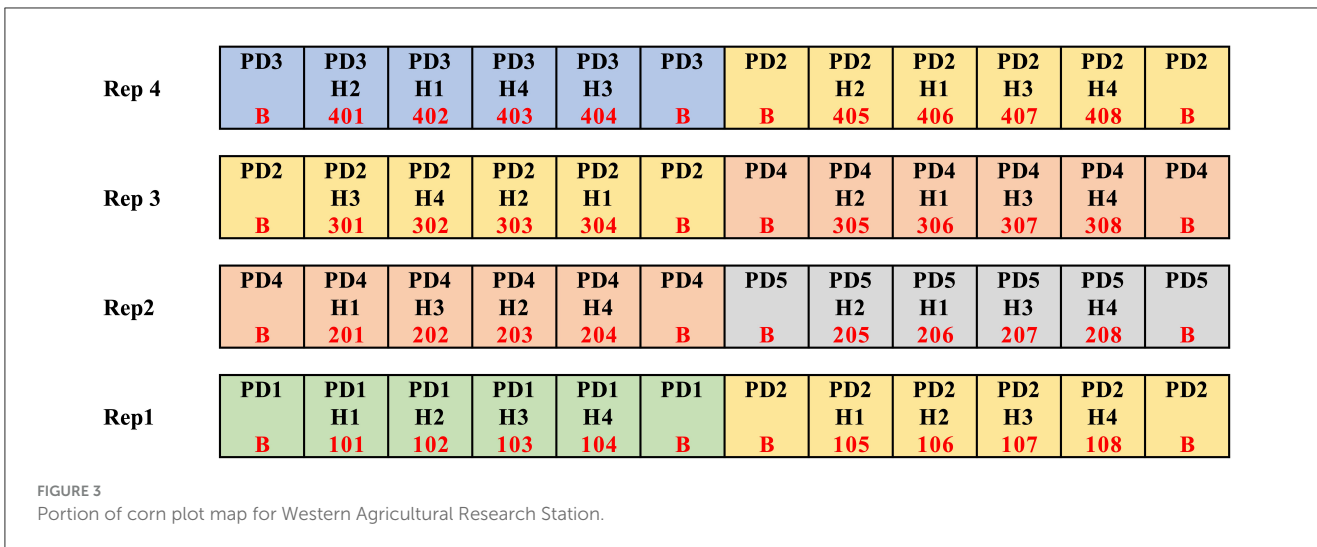 Rep 4
PD3 PD3 PD3 PD3 PD3 PD3 PD2 PD2 PD2 PD2 PD2 PD2
H2 H1 H4 H3 H2 H1 H3 H4
B 401 402 403 404 B B 405 406 407 408 B
Rep 3
PD2 PD2 PD2 PD2 PD2 PD2 PD4 PD4 PD4 PD4 PD4 PD4
H3 H4 H2 H1 H2 H1 H3 H4
B 301 302 303 304 B B 305 306 307 308 B
Rep2
PD4 PD4 PD4 PD4 PD4 PD4 PD5 PD5 PD5 PD5 PD5 PD5
H1 H3 H2 H4 H2 H1 H3 H4
B 201 202 203 204 B B 205 206 207 208 B
Rep1
PD1 PD1 PD1 PD1 PD1 PD1 PD2 PD2 PD2 PD2 PD2 PD2
H1 H2 H3 H4 H1 H2 H3 H4
B 101 102 103 104 B B 105 106 107 108 B
FIGURE 3
Portion of corn plot map for Western Agricultural Research Station.